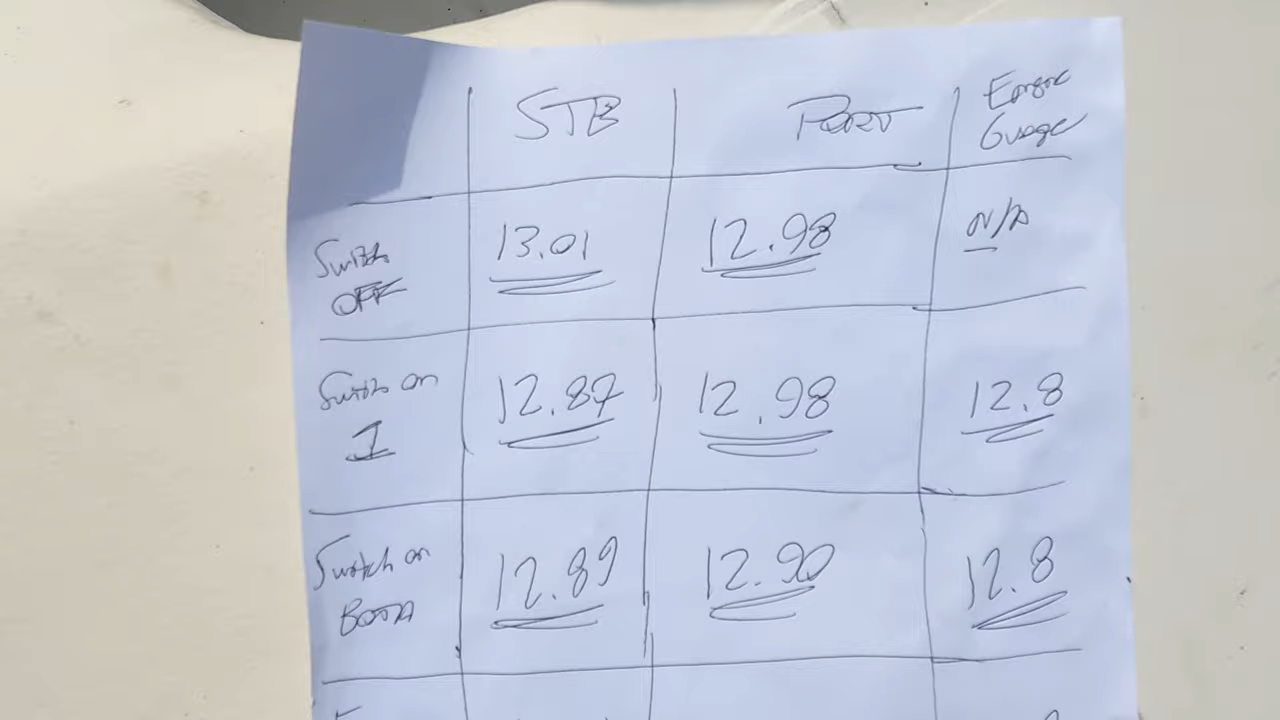 STB PORT Engine
Guage
Switch OFF 13.01 12.98 N/A
Switch on 1 12.87 12.98 12.8
Switch on BOTH 12.89 12.90 12.8